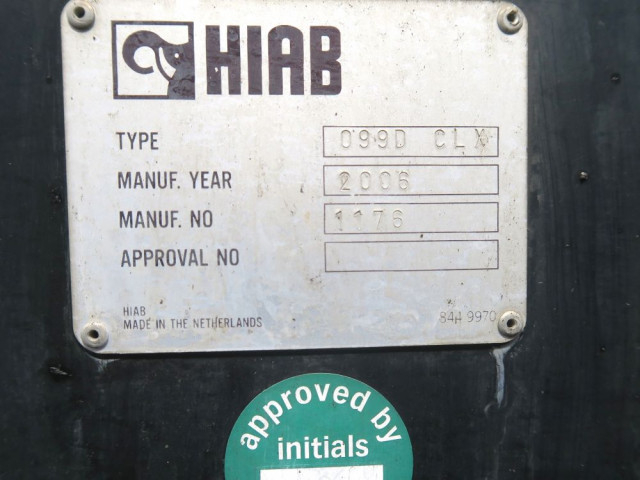 HIAB
TYPE 099D CLX
MANUF. YEAR 2006
MANUF. NO 1176
APPROVAL NO
HIAB
MADE IN THE NETHERLANDS
844 9970
approved by
initials